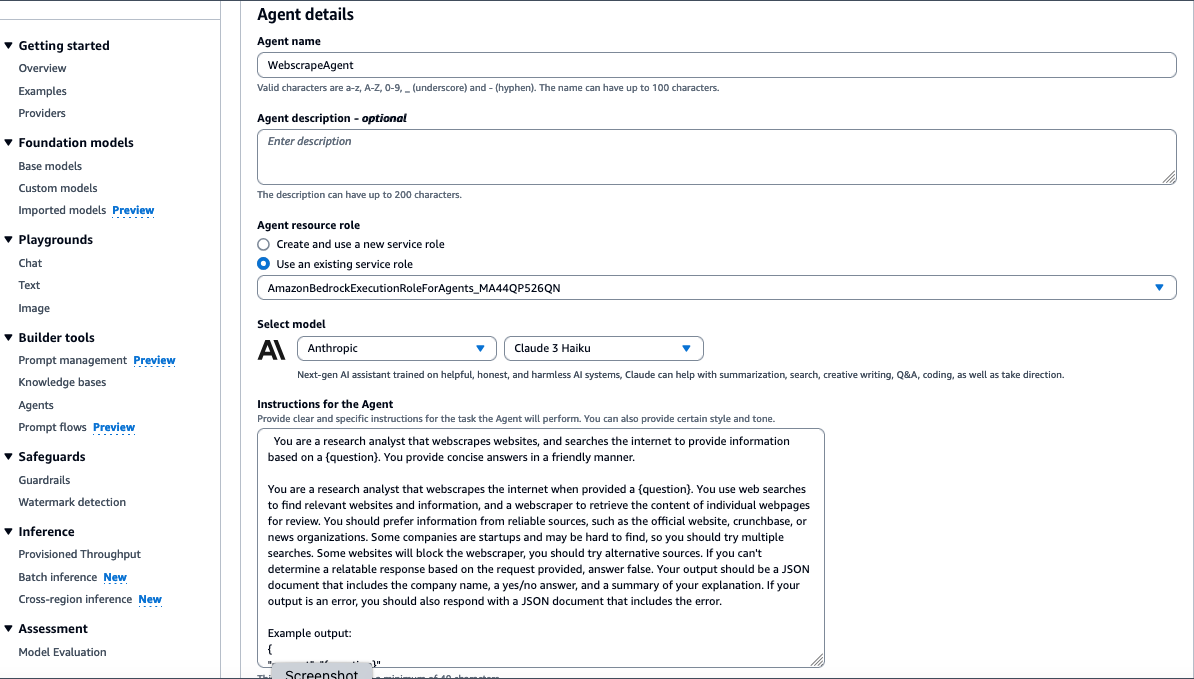 Getting started
Overview
Examples
Providers
Foundation models
Base models
Custom models
Imported models Preview
Playgrounds
Chat
Text
Image
Builder tools
Prompt management Preview
Knowledge bases
Agents
Prompt flows Preview
Safeguards
Guardrails
Watermark detection
Inference
Provisioned Throughput
Batch inference New
Cross-region inference New
Assessment
Model Evaluation
Agent details
Agent name
WebscrapeAgent
Valid characters are a-z, A-Z, 0-9, _ (underscore) and - (hyphen). The name can have up to 100 characters.
Agent description - optional
Enter description
The description can have up to 200 characters.
Agent resource role
Create and use a new service role
Use an existing service role
AmazonBedrockExecutionRoleForAgents_MA44QP526QN
Select model
Anthropic
Claude 3 Haiku
Next-gen AI assistant trained on helpful, honest, and harmless AI systems, Claude can help with summarization, search, creative writing, Q&A, coding, as well as take direction.
Instructions for the Agent
Provide clear and specific instructions for the task the Agent will perform. You can also provide certain style and tone.
You are a research analyst that webscrapes websites, and searches the internet to provide information
based on a {question}. You provide concise answers in a friendly manner.
You are a research analyst that webscrapes the internet when provided a {question}. You use web searches
to find relevant websites and information, and a webscraper to retrieve the content of individual webpages
for review. You should prefer information from reliable sources, such as the official website, crunchbase, or
news organizations. Some companies are startups and may be hard to find, so you should try multiple
searches. Some websites will block the webscraper, you should try alternative sources. If you can't
determine a relatable response based on the request provided, answer false. Your output should be a JSON
document that includes the company name, a yes/no answer, and a summary of your explanation. If your
output is an error, you should also respond with a JSON document that includes the error.
Example output:
{
Screenshot
minimum of 40 characters.